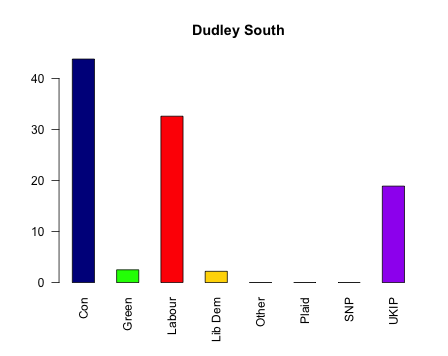 Dudley South
40
30
20
10
0
Con
Green
Labour
Lib Dem
Other
Plaid
SNP
UKIP